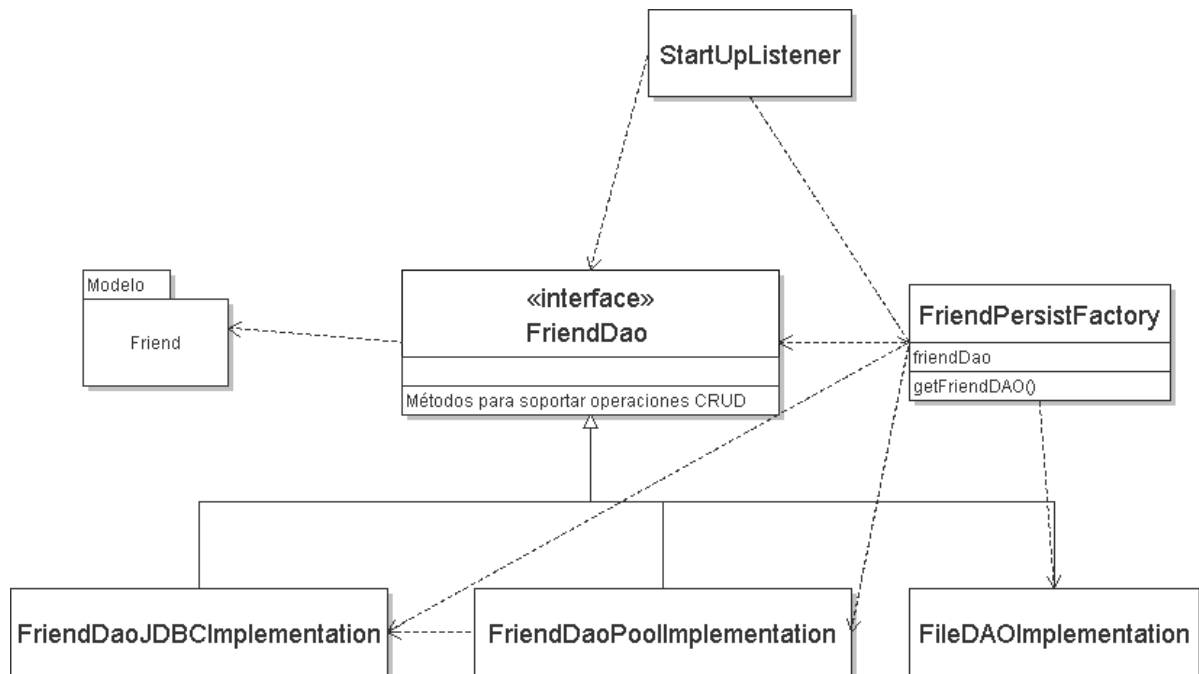 StartUpListener
Modelo
Friend
«interface»
FriendDao
Métodos para soportar operaciones CRUD
FriendPersistFactory
friendDao
getFriendDAO()
FriendDaoJDBCImplementation
FriendDaoPoolImplementation
FileDAOImplementation